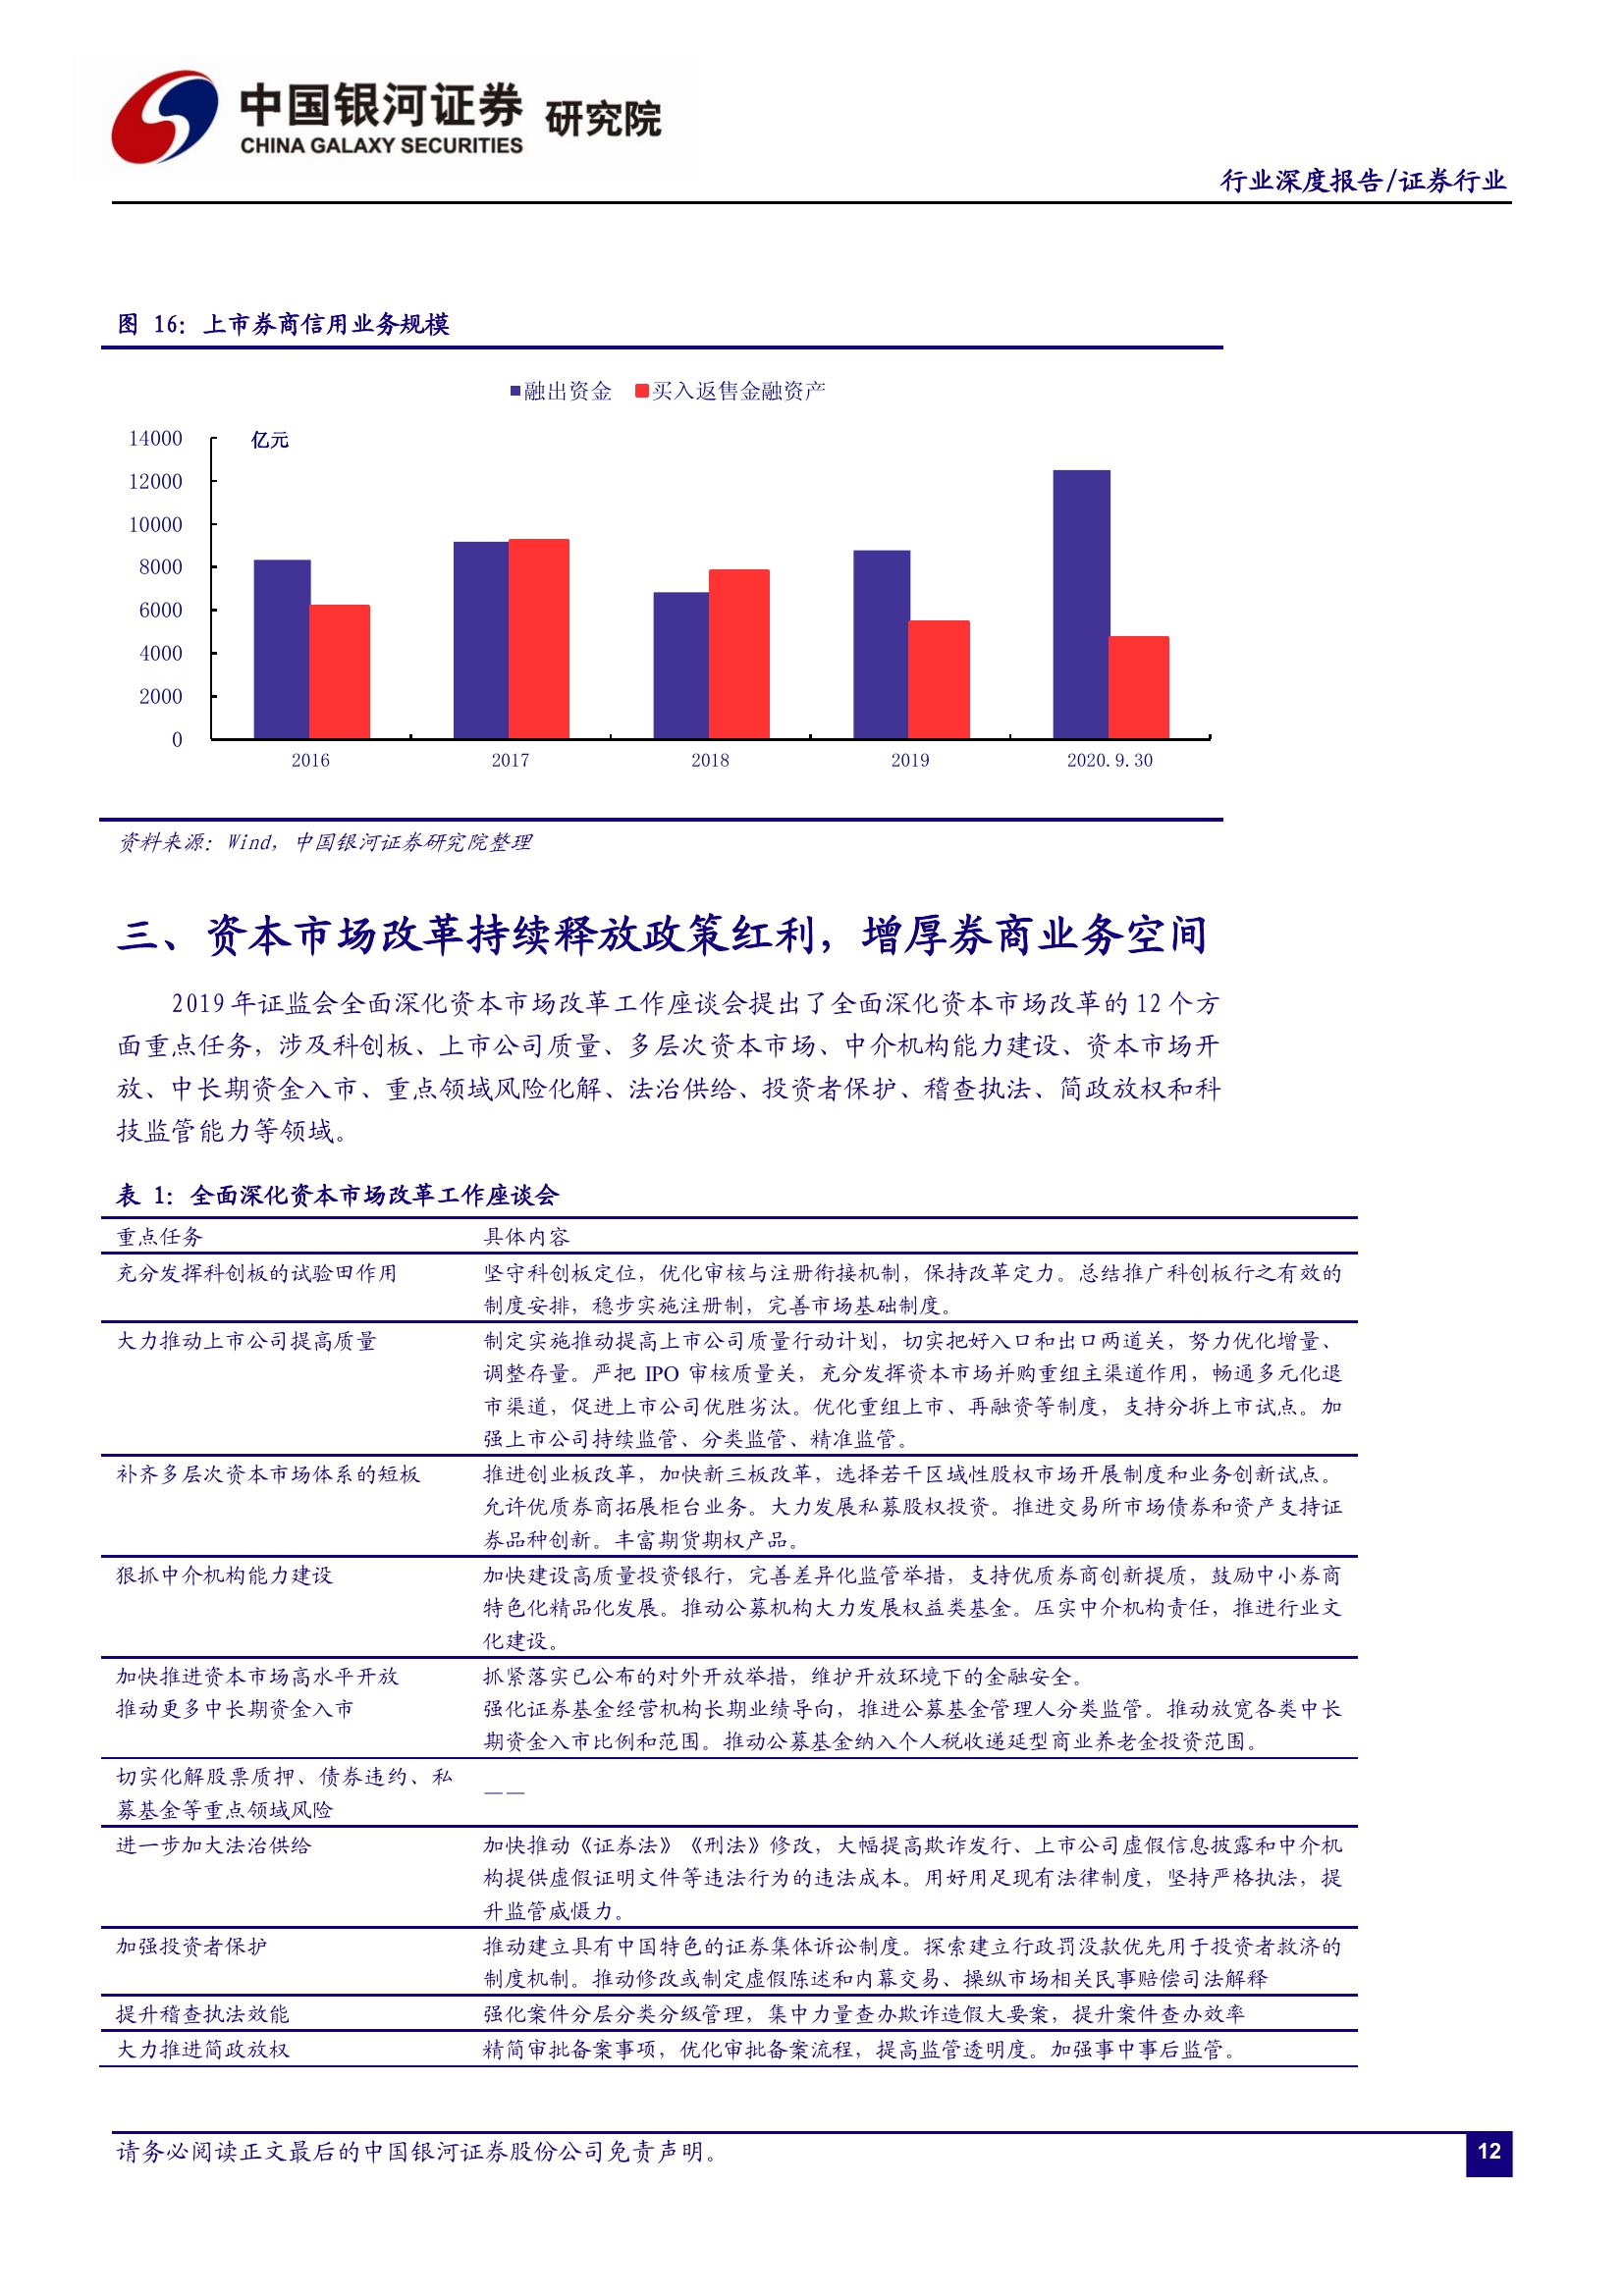 中国银河证券 研究院
CHINA GALAXY SECURITIES
行业深度报告/证券行业
图 16：上市券商信用业务规模
融出资金 买入返售金融资产
亿元
14000
12000
10000
8000
6000
4000
2000
0
2016 2017 2018 2019 2020.9.30
资料来源：Wind，中国银河证券研究院整理
三、资本市场改革持续释放政策红利，增厚券商业务空间
2019 年证监会全面深化资本市场改革工作座谈会提出了全面深化资本市场改革的 12 个方
面重点任务，涉及科创板、上市公司质量、多层次资本市场、中介机构能力建设、资本市场开
放、中长期资金入市、重点领域风险化解、法治供给、投资者保护、稽查执法、简政放权和科
技监管能力等领域。
表 1：全面深化资本市场改革工作座谈会
重点任务 具体内容
充分发挥科创板的试验田作用 坚守科创板定位，优化审核与注册衔接机制，保持改革定力。总结推广科创板行之有效的
制度安排，稳步实施注册制，完善市场基础制度。
大力推动上市公司提高质量 制定实施推动提高上市公司质量行动计划，切实把好入口和出口两道关，努力优化增量、
调整存量。严把 IPO 审核质量关，充分发挥资本市场并购重组主渠道作用，畅通多元化退
市渠道，促进上市公司优胜劣汰。优化重组上市、再融资等制度，支持分拆上市试点。加
强上市公司持续监管、分类监管、精准监管。
补齐多层次资本市场体系的短板 推进创业板改革，加快新三板改革，选择若干区域性股权市场开展制度和业务创新试点。
允许优质券商拓展柜台业务。大力发展私募股权投资。推进交易所市场债券和资产支持证
券品种创新。丰富期货期权产品。
狠抓中介机构能力建设 加快建设高质量投资银行，完善差异化监管举措，支持优质券商创新提质，鼓励中小券商
特色化精品化发展。推动公募机构大力发展权益类基金。压实中介机构责任，推进行业文
化建设。
加快推进资本市场高水平开放 抓紧落实已公布的对外开放举措，维护开放环境下的金融安全。
推动更多中长期资金入市 强化证券基金经营机构长期业绩导向，推进公募基金管理人分类监管。推动放宽各类中长
期资金入市比例和范围。推动公募基金纳入个人税收递延型商业养老金投资范围。
切实化解股票质押、债券违约、私
募基金等重点领域风险 ——
进一步加大法治供给 加快推动《证券法》《刑法》修改，大幅提高欺诈发行、上市公司虚假信息披露和中介机
构提供虚假证明文件等违法行为的违法成本。用好用足现有法律制度，坚持严格执法，提
升监管威慑力。
加强投资者保护 推动建立具有中国特色的证券集体诉讼制度。探索建立行政罚没款优先用于投资者救济的
制度机制。推动修改或制定虚假陈述和内幕交易、操纵市场相关民事赔偿司法解释
提升稽查执法效能 强化案件分层分类分级管理，集中力量查办欺诈造假大要案，提升案件查办效率
大力推进简政放权 精简审批备案事项，优化审批备案流程，提高监管透明度。加强事中事后监管。
请务必阅读正文最后的中国银河证券股份公司免责声明。
12